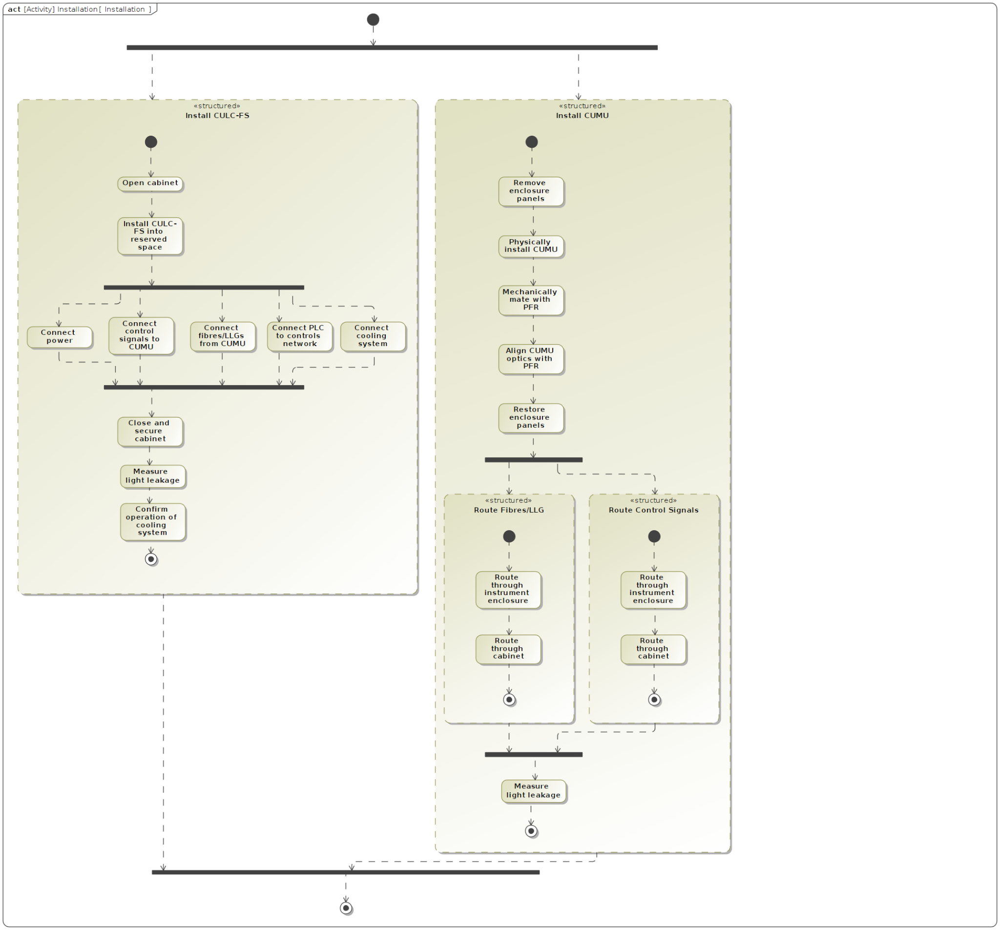 act [Activity] Installation[ Installation ]
«structured»
Install CULC-FS
Open cabinet
Install CULC-
FS into
reserved
space
Connect
power
Connect
control
signals to
CUMU
Connect
fibres/LLGs
from CUMU
Connect PLC
to controls
network
Connect
cooling
system
Close and
secure
cabinet
Measure
light leakage
Confirm
operation of
cooling
system
«structured»
Install CUMU
Remove
enclosure
panels
Physically
install CUMU
Mechanically
mate with
PFR
Align CUMU
optics with
PFR
Restore
enclosure
panels
«structured»
Route Fibres/LLG
Route
through
instrument
enclosure
Route
through
cabinet
«structured»
Route Control Signals
Route
through
instrument
enclosure
Route
through
cabinet
Measure
light leakage